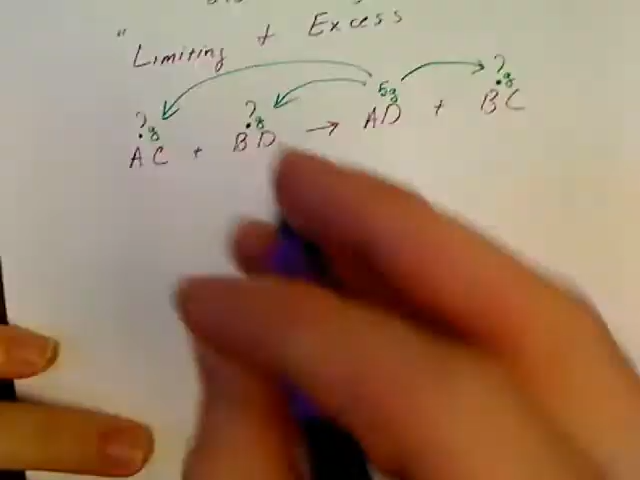 " Limiting + Excess
? ? 5g ?
g g g
AC + BD → AD + BC